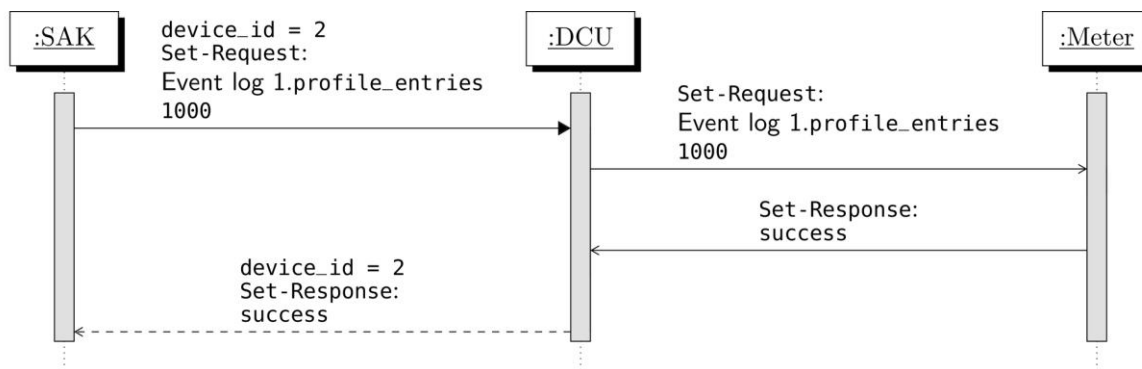 :SAK
:DCU
:Meter
device_id = 2
Set-Request:
Event log 1.profile_entries
1000
Set-Request:
Event log 1.profile_entries
1000
Set-Response:
success
device_id = 2
Set-Response:
success